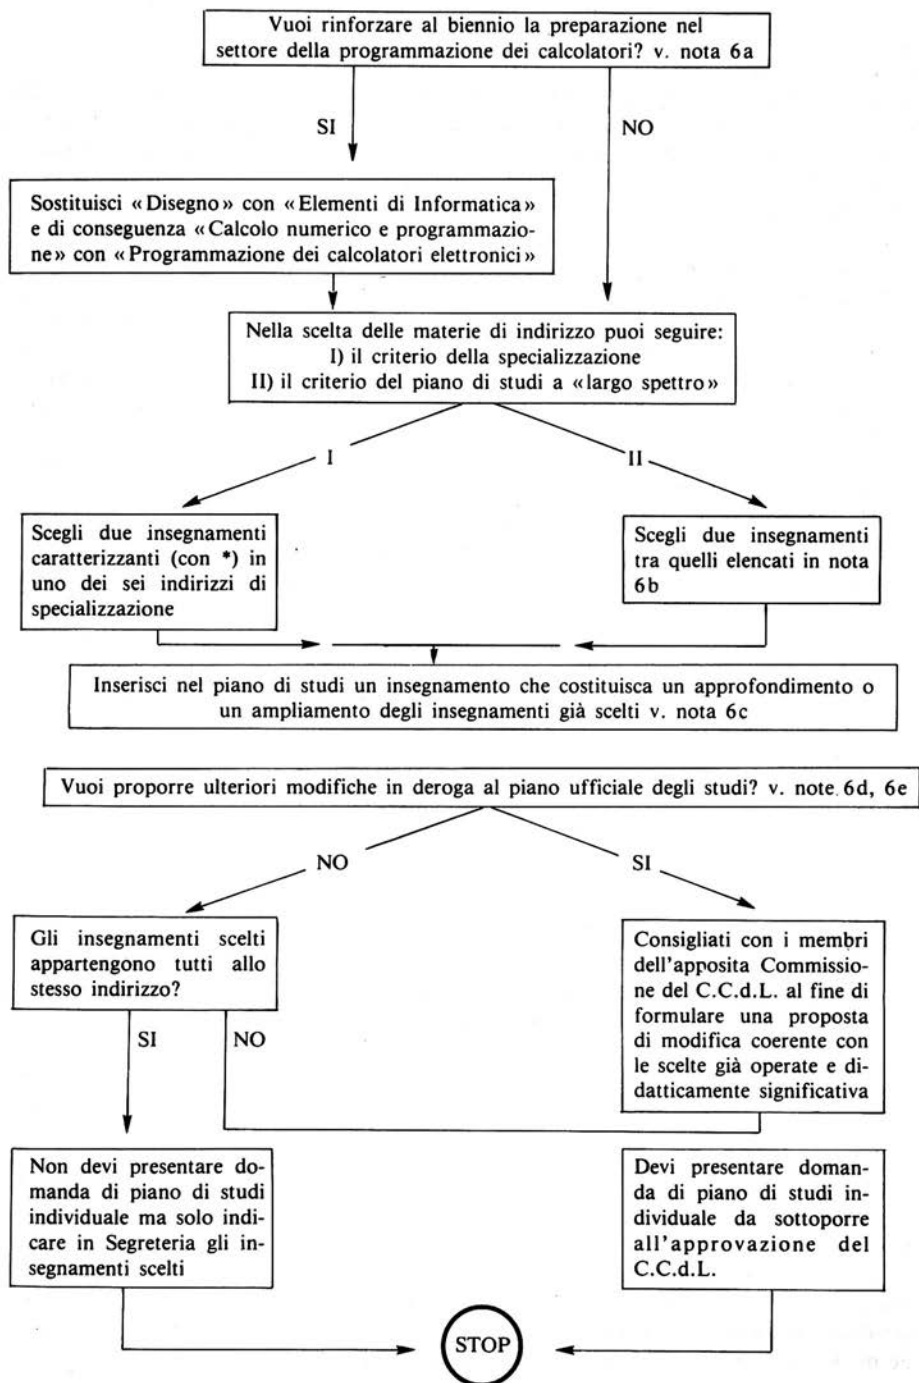 Vuoi rinforzare al biennio la preparazione nel
settore della programmazione dei calcolatori? v. nota 6a
SI
NO
Sostituisci «Disegno» con «Elementi di Informatica»
e di conseguenza «Calcolo numerico e programmazio-
ne» con «Programmazione dei calcolatori elettronici»
Nella scelta delle materie di indirizzo puoi seguire:
I) il criterio della specializzazione
II) il criterio del piano di studi a «largo spettro»
I
II
Scegli due insegnamenti
caratterizzanti (con *) in
uno dei sei indirizzi di
specializzazione
Scegli due insegnamenti
tra quelli elencati in nota
6b
Inserisci nel piano di studi un insegnamento che costituisca un approfondimento o
un ampliamento degli insegnamenti già scelti v. nota 6c
Vuoi proporre ulteriori modifiche in deroga al piano ufficiale degli studi? v. note 6d, 6e
NO
SI
Gli insegnamenti scelti
appartengono tutti allo
stesso indirizzo?
Consigliati con i membri
dell'apposita Commissio-
ne del C.C.d.L. al fine di
formulare una proposta
di modifica coerente con
le scelte già operate e di-
datticamente significativa
SI
NO
Non devi presentare do-
manda di piano di studi
individuale ma solo indi-
care in Segreteria gli in-
segnamenti scelti
Devi presentare doman-
da di piano di studi in-
dividuale da sottoporre
all'approvazione del
C.C.d.L.
STOP